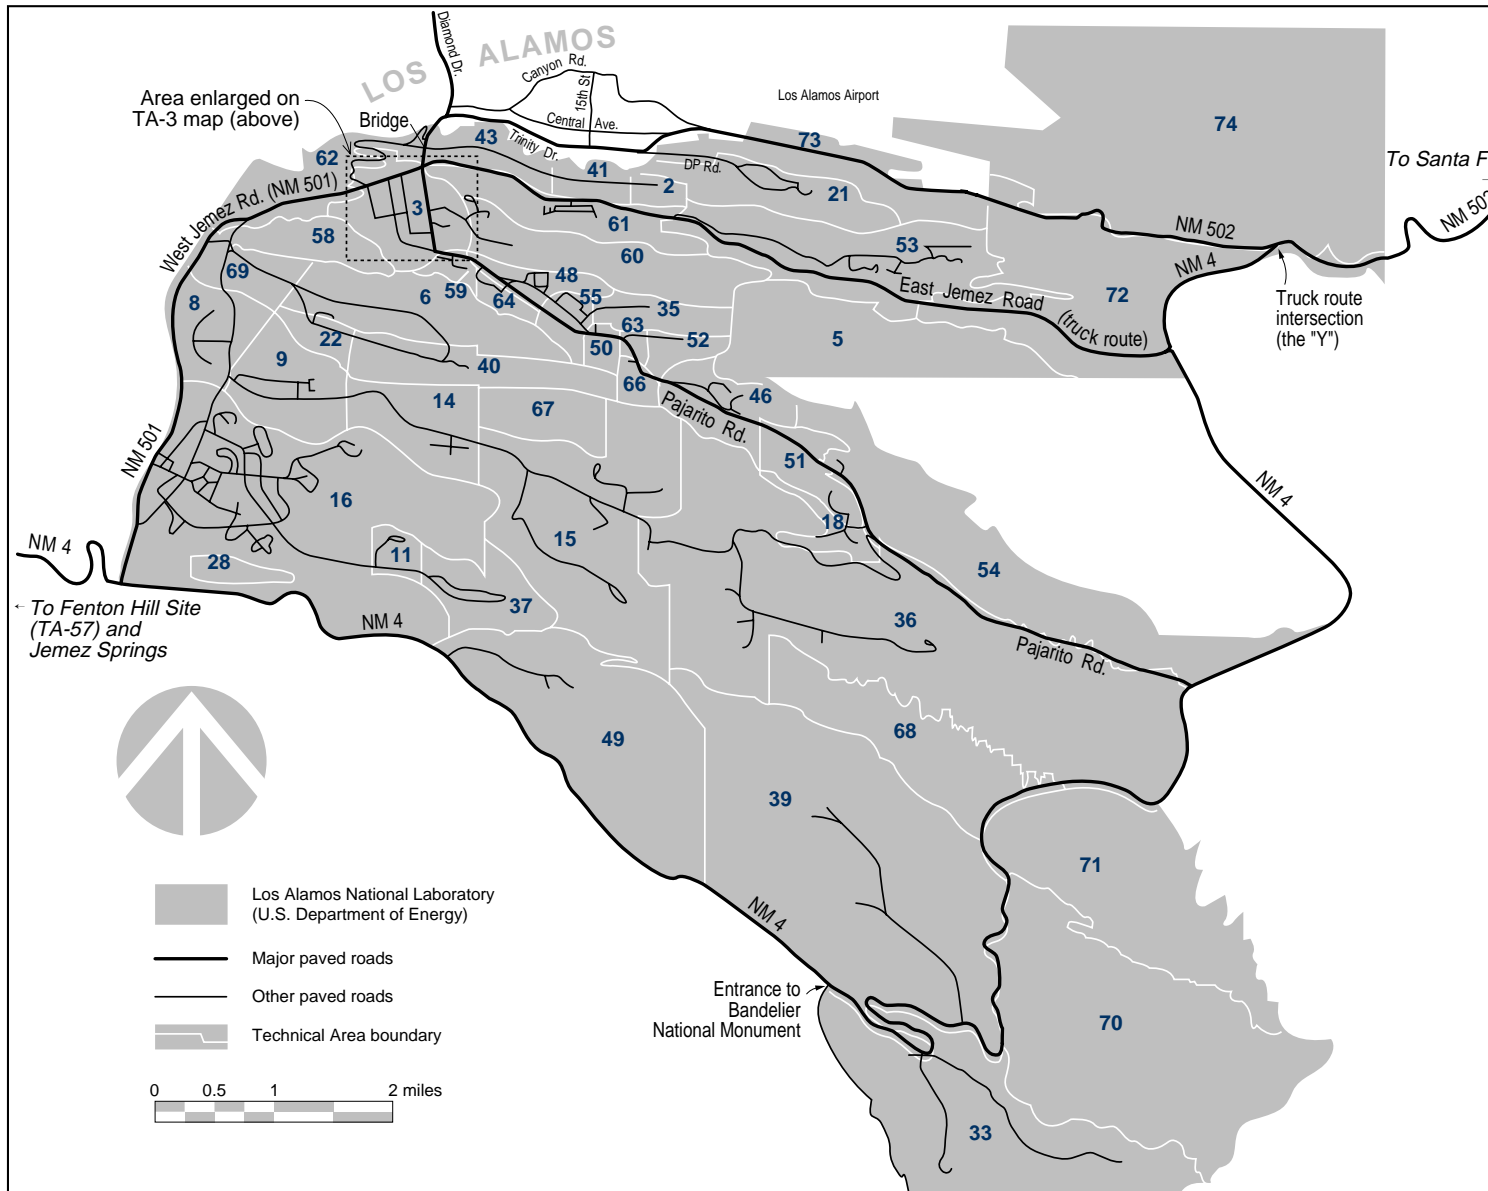 Diamond Dr.
LOS ALAMOS
Canyon Rd.
15th St
Central Ave.
Los Alamos Airport
Area enlarged on
TA-3 map (above)
Bridge
43
Trinity Dr.
73
74
62
41
DP Rd.
2
21
To Santa F
West Jemez Rd. (NM 501)
3
61
NM 502
NM 502
58
60
53
NM 4
69
6
59
48
64
55
35
East Jemez Road (truck route)
72
Truck route
intersection
(the "Y")
8
22
63
52
50
5
9
40
66
46
14
67
Pajarito Rd.
NM 501
51
NM 4
16
18
NM 4
28
11
15
54
To Fenton Hill Site
(TA-57) and
Jemez Springs
37
NM 4
36
Pajarito Rd.
49
68
39
71
Los Alamos National Laboratory
(U.S. Department of Energy)
NM 4
Major paved roads
Other paved roads
Entrance to
Bandelier
National Monument
Technical Area boundary
70
0 0.5 1 2 miles
33